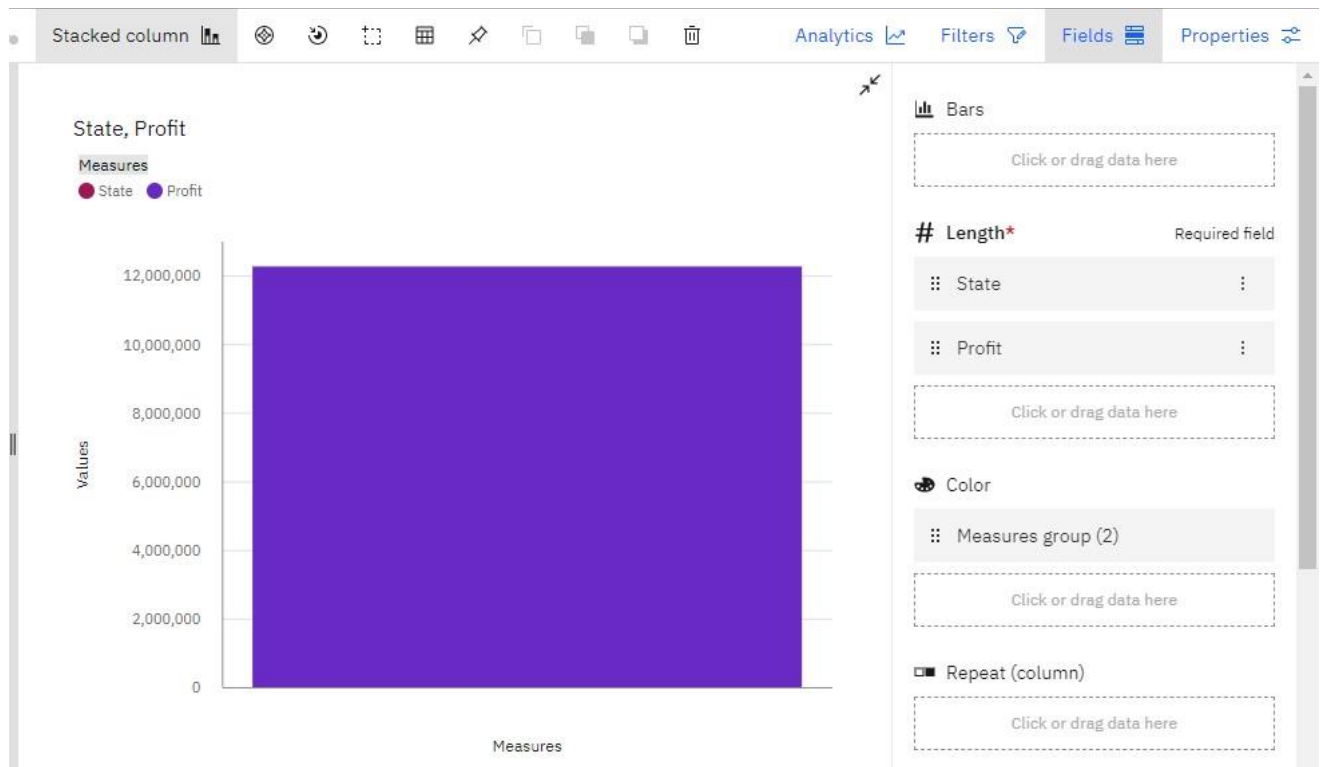 Stacked column
Analytics
Filters
Fields
Properties
State, Profit
Measures
State Profit
12,000,000
10,000,000
8,000,000
6,000,000
4,000,000
2,000,000
0
Values
Measures
Bars
Click or drag data here
# Length* Required field
State
Profit
Click or drag data here
Color
Measures group (2)
Click or drag data here
Repeat (column)
Click or drag data here